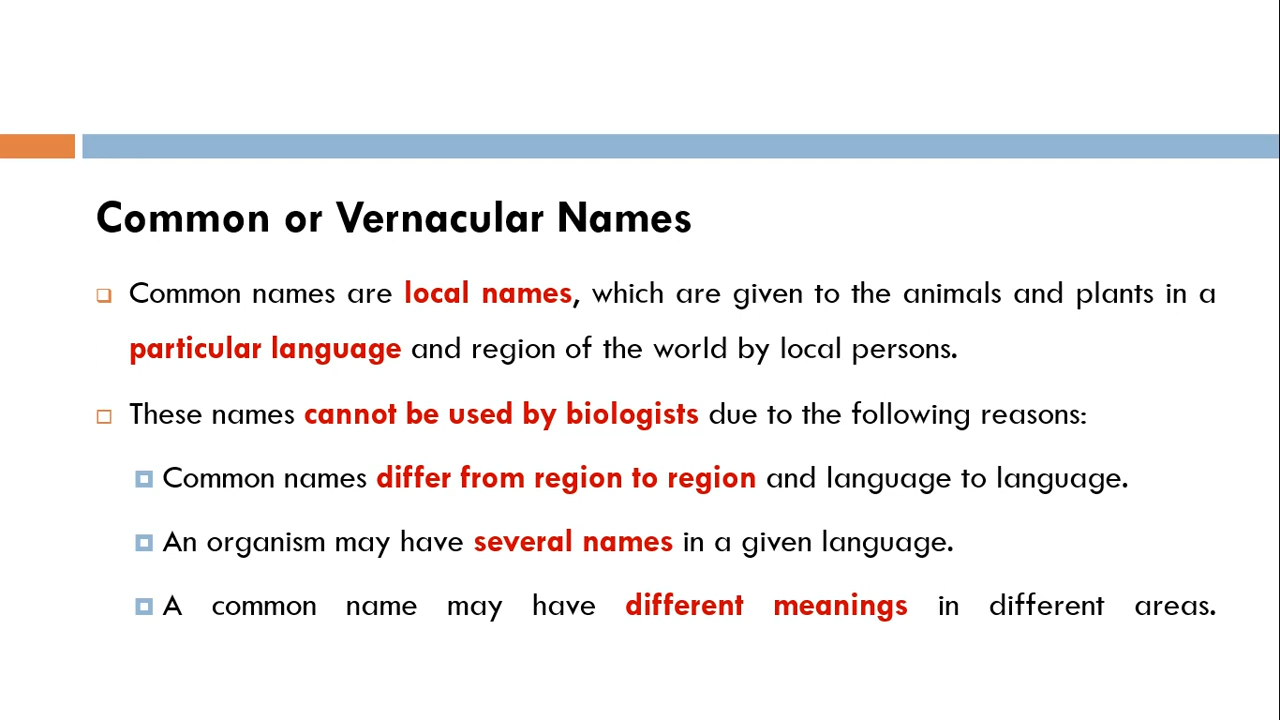 Common or Vernacular Names
Common names are local names, which are given to the animals and plants in a
particular language and region of the world by local persons.
These names cannot be used by biologists due to the following reasons:
Common names differ from region to region and language to language.
An organism may have several names in a given language.
A common name may have different meanings in different areas.